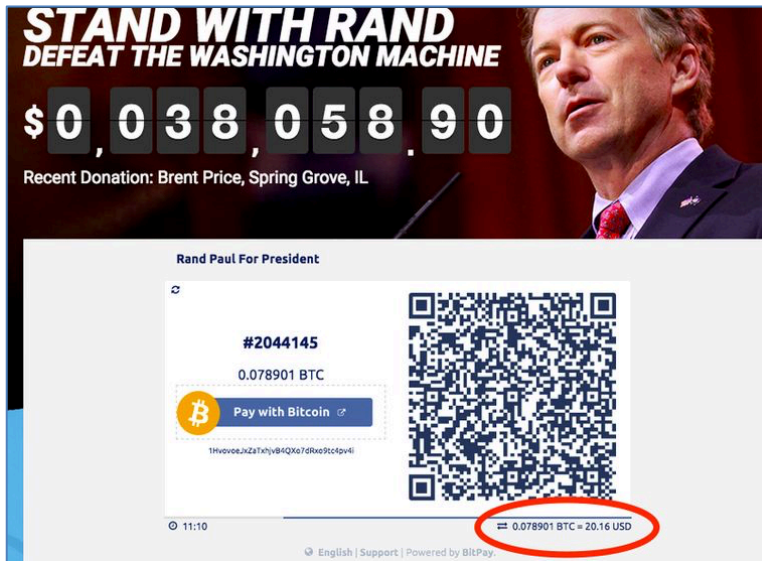 STAND WITH RAND
DEFEAT THE WASHINGTON MACHINE
$0,038,058.90
Recent Donation: Brent Price, Spring Grove, IL
Rand Paul For President
#2044145
0.078901 BTC
Pay with Bitcoin
1HvovoeJxZaTxhjvB4QXo7dRxo9tc4pv4i
11:10
0.078901 BTC = 20.16 USD
English | Support | Powered by BitPay.